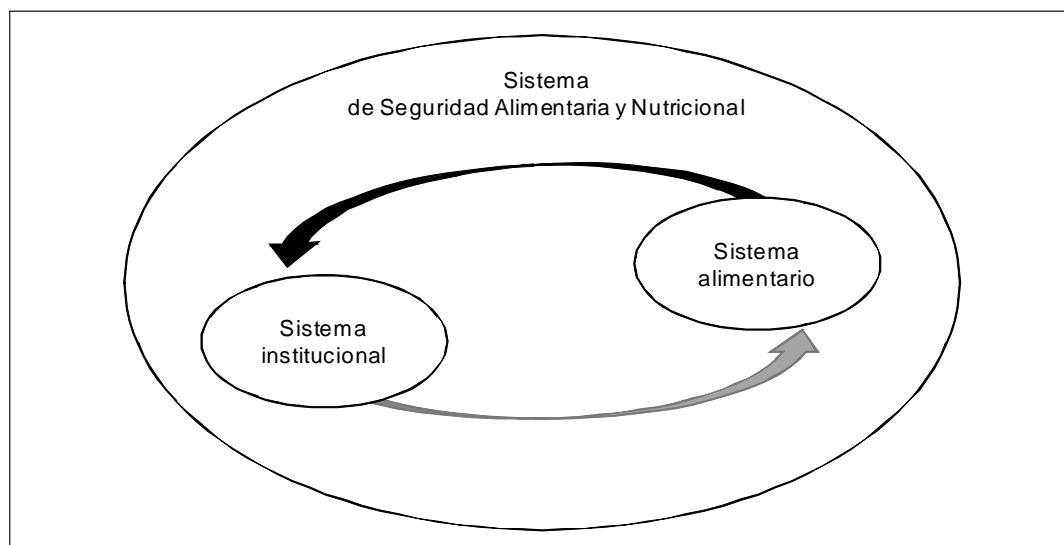 Sistema
de Seguridad Alimentaria y Nutricional
Sistema
alimentario
Sistema
institucional